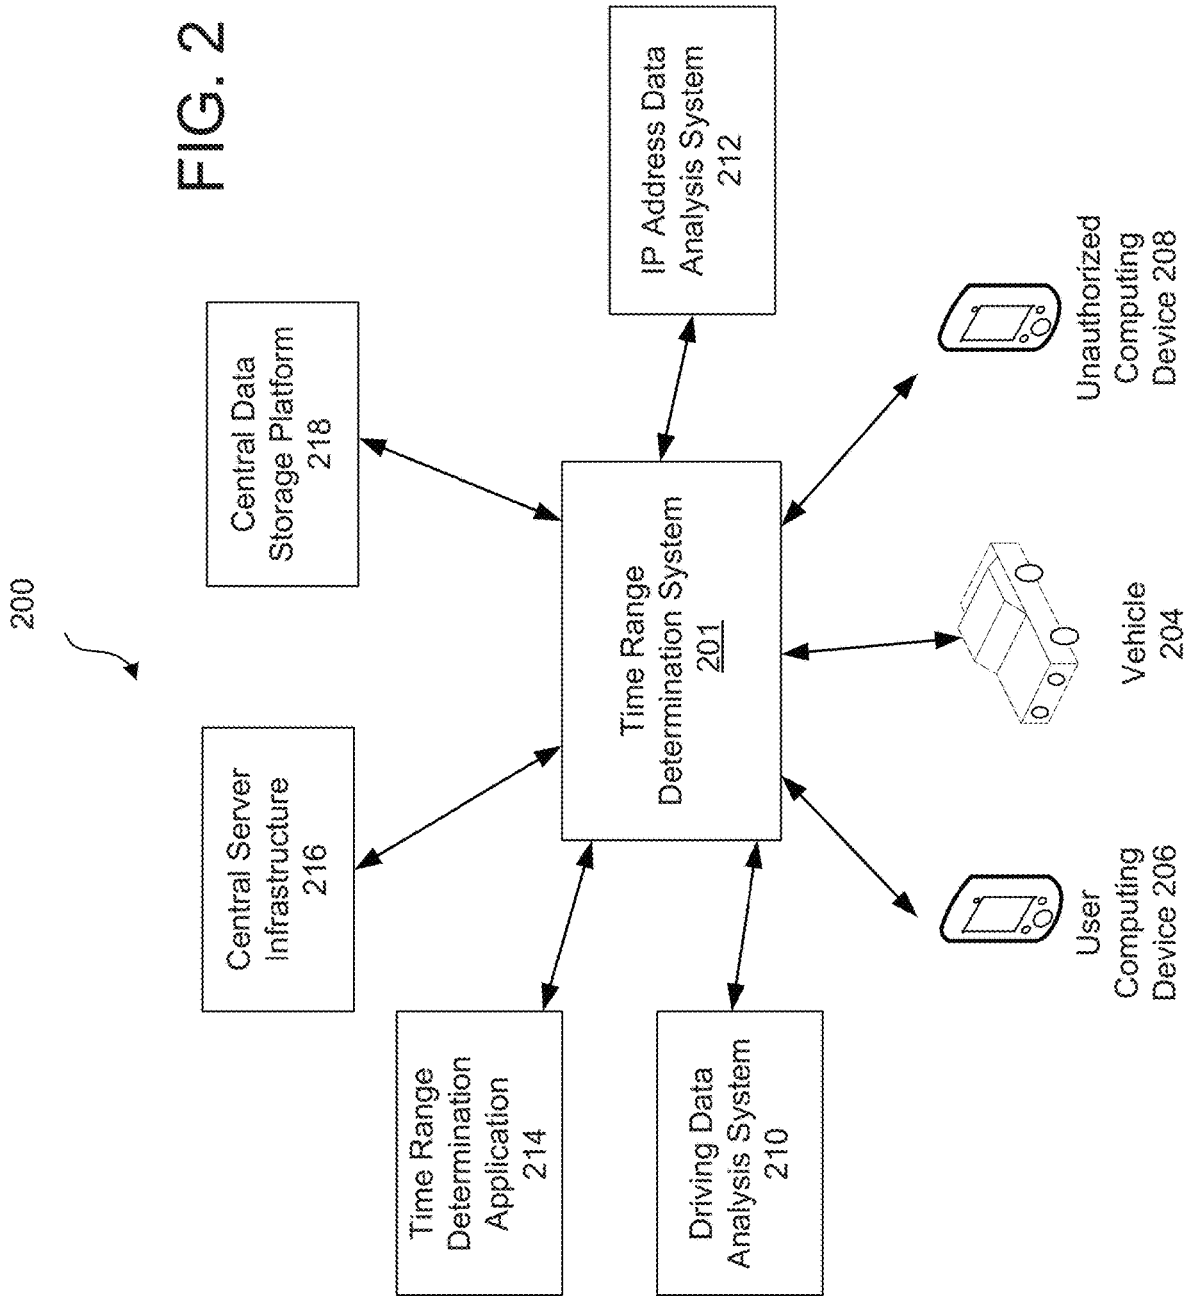 FIG. 2
200
Central Server
Infrastructure
216
Central Data
Storage Platform
218
Time Range
Determination
Application
214
Time Range
Determination System
201
IP Address Data
Analysis System
212
Driving Data
Analysis System
210
User
Computing
Device 206
Vehicle
204
Unauthorized
Computing
Device 208